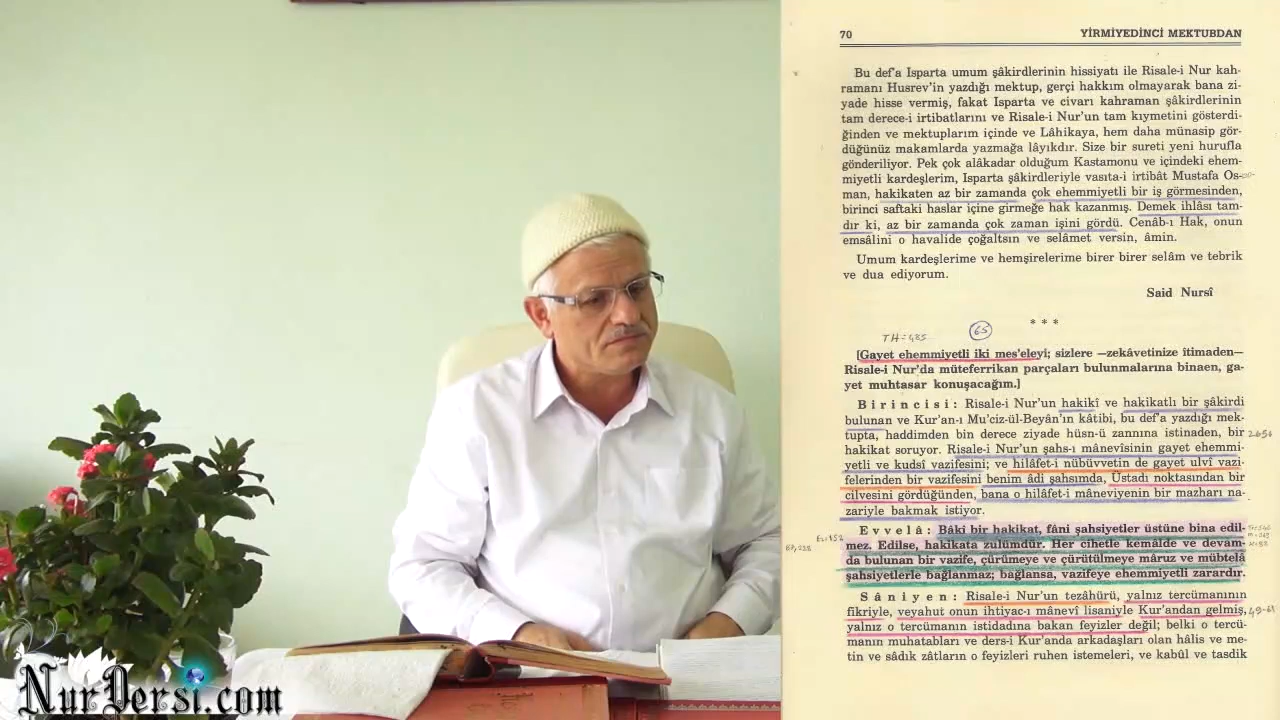 70 YİRMİYEDİNCİ MEKTUBDAN
Bu def'a Isparta umum şâkirdlerinin hissiyatı ile Risale-i Nur kah-
ramanı Husrev'in yazdığı mektup, gerçi hakkım olmayarak bana zi-
yade hisse vermiş, fakat Isparta ve civarı kahraman şâkirdlerinin
tam derece-i irtibatlarını ve Risale-i Nur'un tam kıymetini gösterdi-
ğinden ve mektuplarım içinde ve Lâhikaya, hem daha münasip gör-
düğünüz makamlarda yazmağa lâyıkdır. Size bir sureti yeni hurufla
gönderiliyor. Pek çok alâkadar olduğum Kastamonu ve içindeki ehem-
miyetli kardeşlerim, Isparta şâkirdleriyle vasıta-i irtibât Mustafa Os-
man, hakikaten az bir zamanda çok ehemmiyetli bir iş görmesinden,
birinci saftaki haslar içine girmeğe hak kazanmış. Demek ihlâsı tam-
dır ki, az bir zamanda çok zaman işini gördü. Cenâb-ı Hak, onun
emsâlini o havalide çoğaltsın ve selâmet versin, âmin.
Umum kardeşlerime ve hemşirelerime birer birer selâm ve tebrik
ve dua ediyorum.
Said Nursî
* * *
TH=485 65
[Gayet ehemmiyetli iki mes'eleyi; sizlere —zekâvetinize îtimaden—
Risale-i Nur'da müteferrikan parçaları bulunmalarına binaen, ga-
yet muhtasar konuşacağım.]
Birincisi: Risale-i Nur'un hakikî ve hakikatlı bir şâkirdi
bulunan ve Kur'an-ı Mu'ciz-ül-Beyân'ın kâtibi, bu def'a yazdığı mek-
tupta, haddimden bin derece ziyade hüsn-ü zannına istinaden, bir
hakikat soruyor. Risale-i Nur'un şahs-ı mânevîsinin gayet ehemmi-
yetli ve kudsî vazifesini; ve hilâfet-i nübüvvetin de gayet ulvî vazi-
felerinden bir vazifesini benim âdi şahsımda, Üstadı noktasından bir
cilvesini gördüğünden, bana o hilâfet-i mâneviyenin bir mazharı na-
zariyle bakmak istiyor.
Evvelâ: Bâki bir hakikat, fâni şahsiyetler üstüne bina edil-
mez. Edilse, hakikata zulümdür. Her cihetle kemâlde ve devam-
da bulunan bir vazife, çürümeye ve çürütülmeye mâruz ve mübtelâ
şahsiyetlerle bağlanmaz; bağlansa, vazifeye ehemmiyetli zarardır.
Sâniyen: Risale-i Nur'un tezâhürü, yalnız tercümanının
fikriyle, veyahut onun ihtiyac-ı mânevî lisaniyle Kur'andan gelmiş,
yalnız o tercümanın istidadına bakan feyizler değil; belki o tercü-
manın muhatabları ve ders-i Kur'anda arkadaşları olan hâlis ve me-
tin ve sâdık zâtların o feyizleri ruhen istemeleri, ve kabûl ve tasdik
NurDersi.com